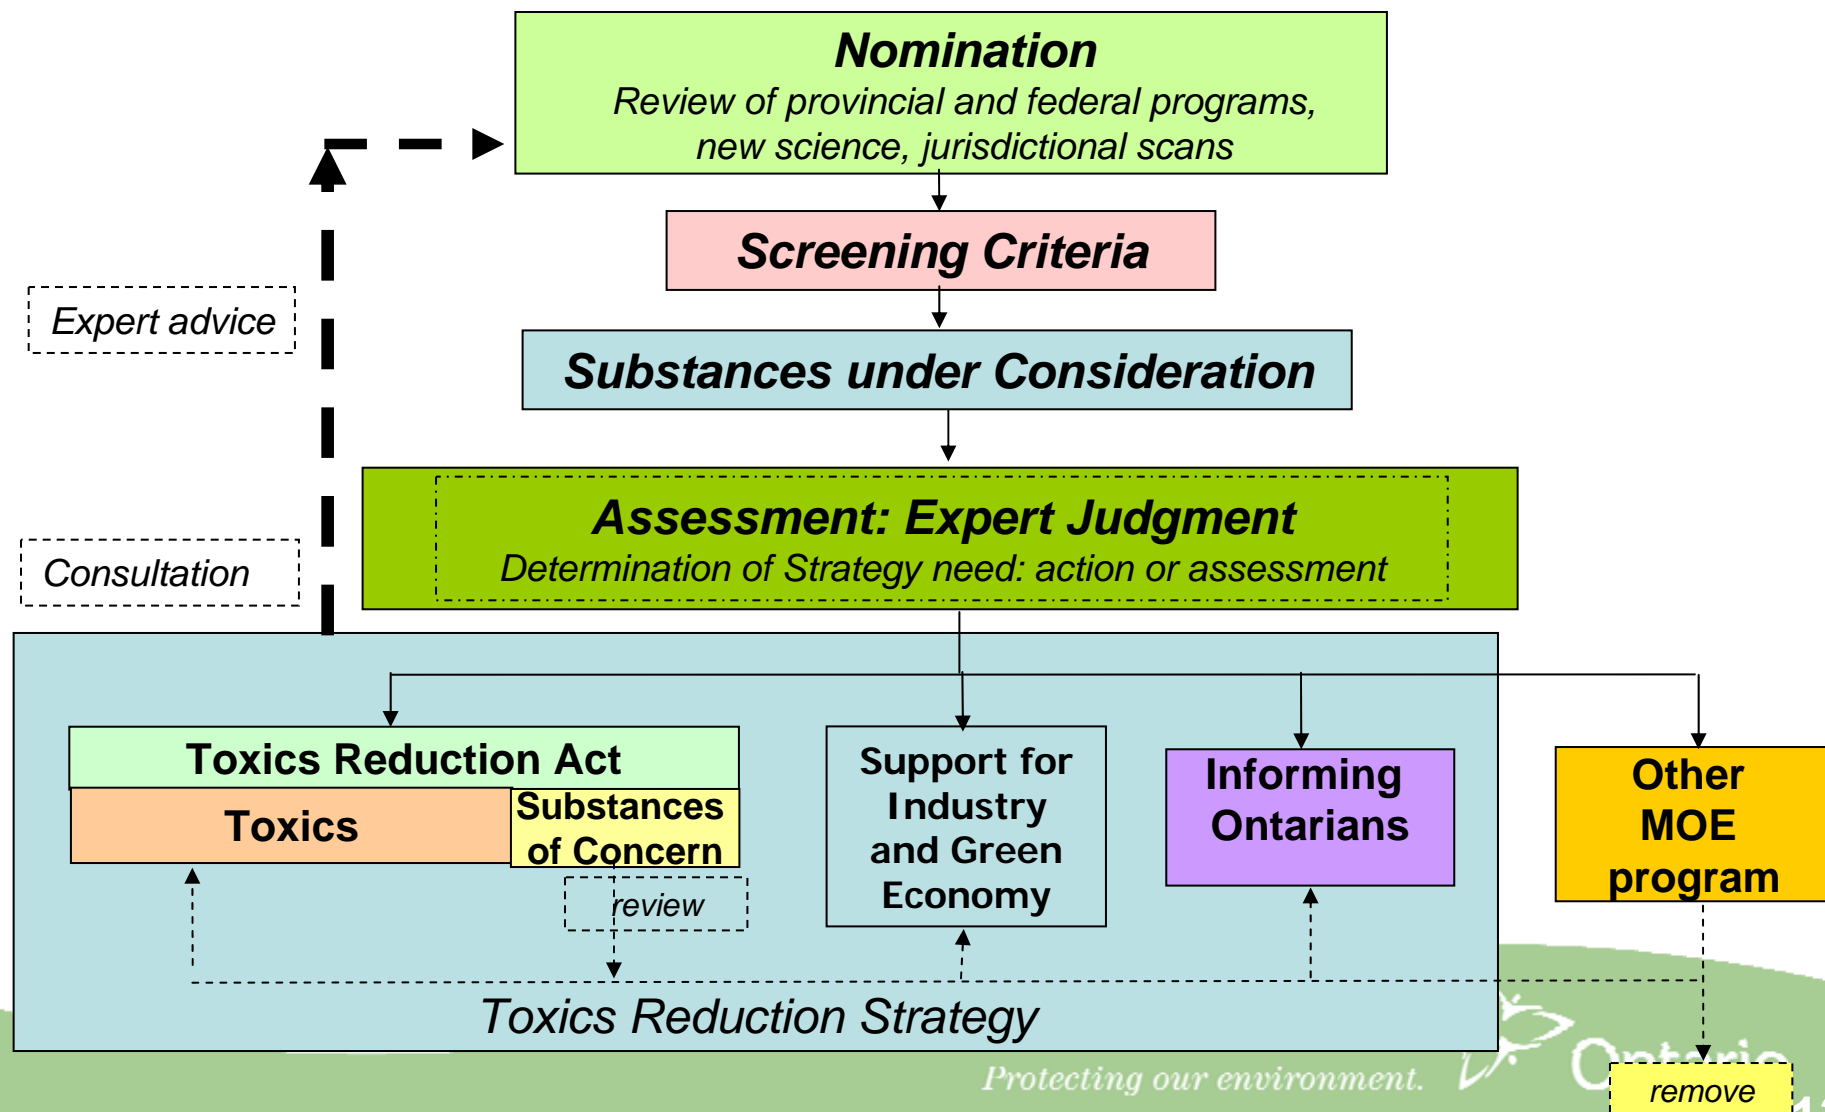 Nomination
Review of provincial and federal programs,
new science, jurisdictional scans
Screening Criteria
Expert advice
Substances under Consideration
Assessment: Expert Judgment
Determination of Strategy need: action or assessment
Consultation
Toxics Reduction Act
Toxics
Substances
of Concern
review
Support for
Industry
and Green
Economy
Informing
Ontarians
Other
MOE
program
Toxics Reduction Strategy
Protecting our environment.
Ontario
remove